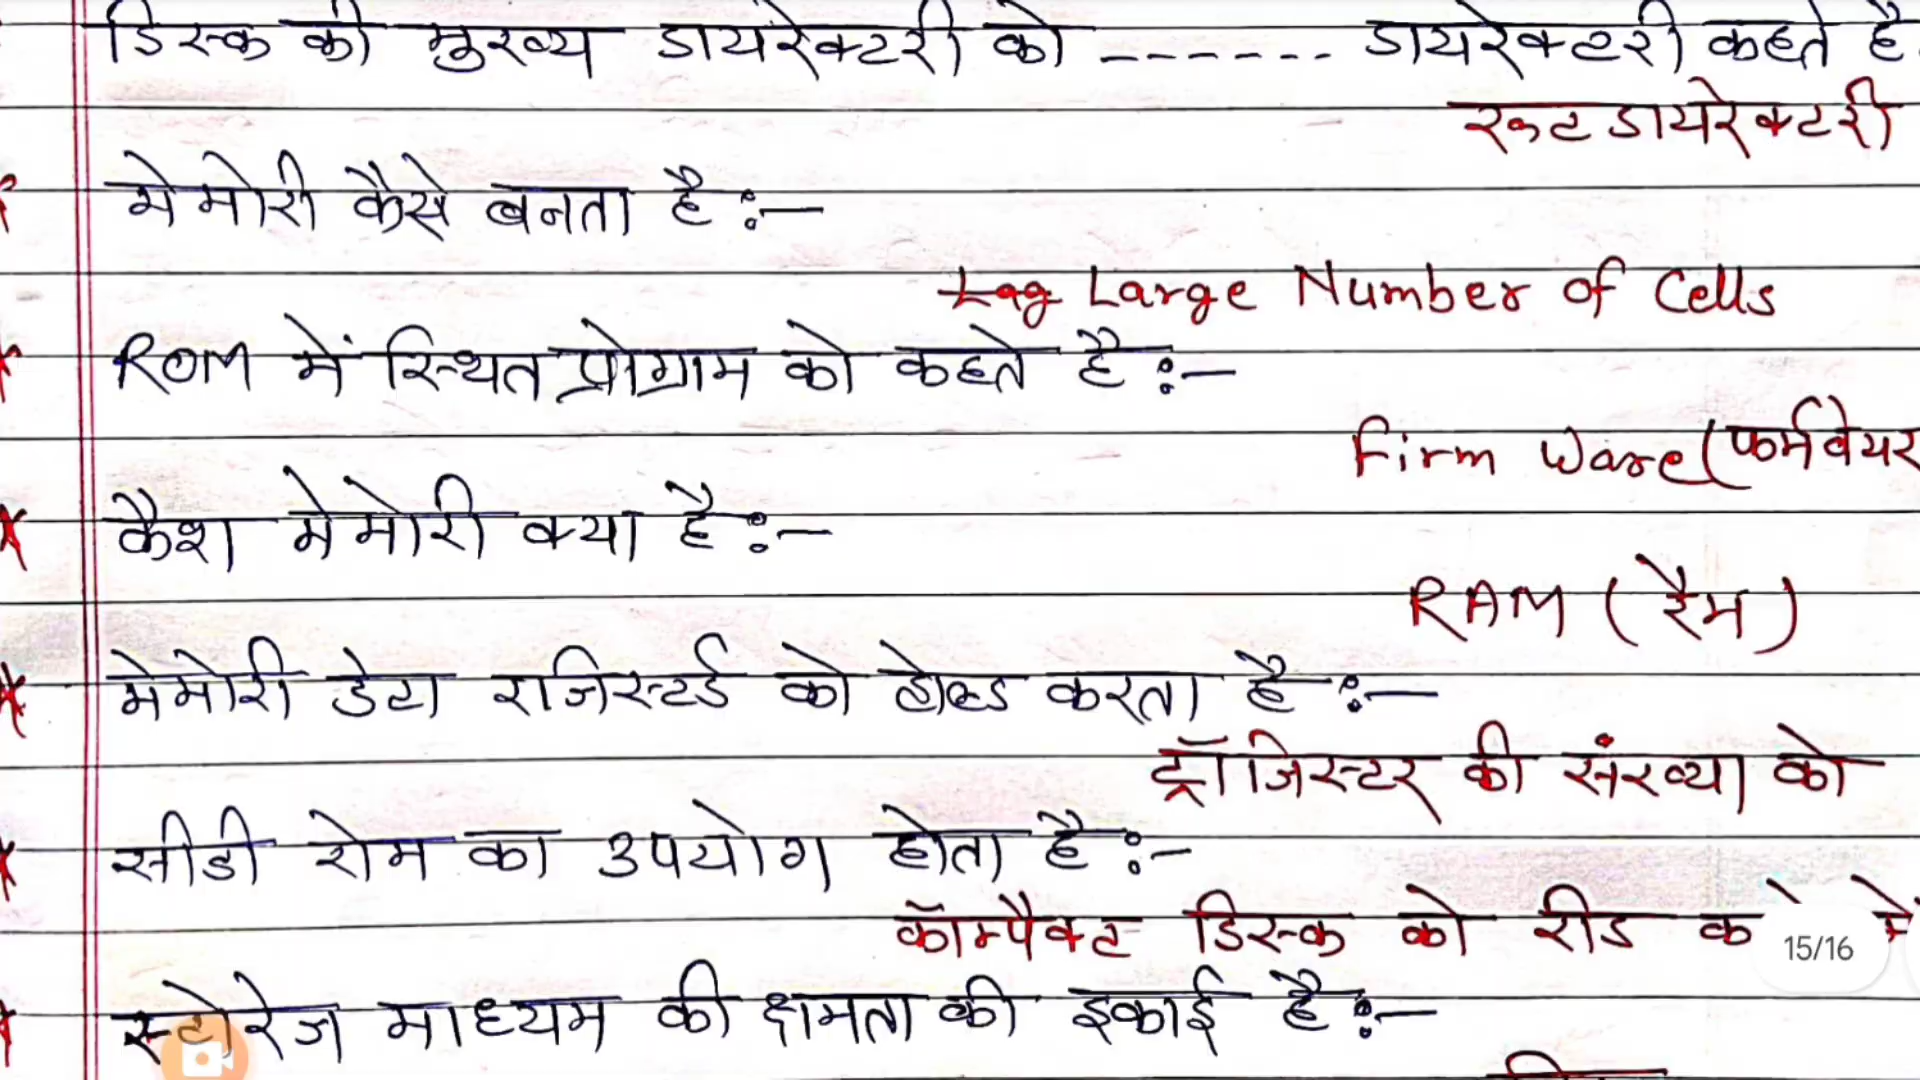 डिस्क की मुख्य डायरेक्टरी को ------ डायरेक्टरी कहते है
रूट डायरेक्टरी
मेमोरी कैसे बनता है :–
Lag Large Number of Cells
ROM में स्थित प्रोग्राम को कहते है :–
Firm Ware (फर्मवेयर
कैश मेमोरी क्या है :–
RAM (रैम)
मेमोरी डेटा रजिस्टर्ड को होल्ड करता है :–
ट्रॉजिस्टर की संख्या को
सीडी रोम का उपयोग होता है :–
कॉम्पैक्ट डिस्क को रीड
15/16
स्टोरेज माध्यम की क्षमता की इकाई है :–